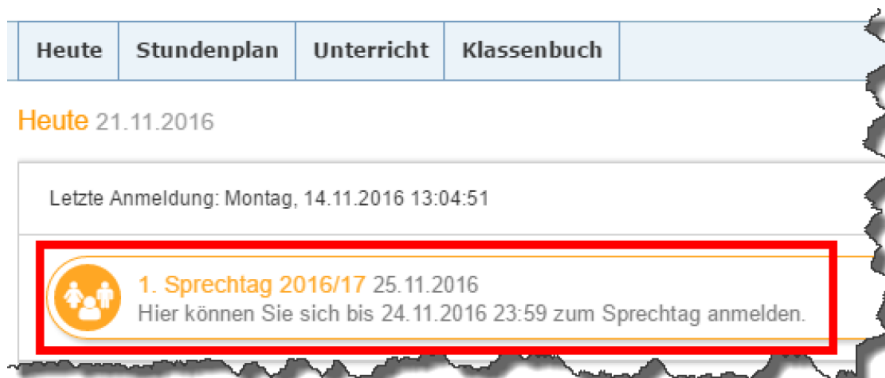 Heute Stundenplan Unterricht Klassenbuch
Heute 21.11.2016
Letzte Anmeldung: Montag, 14.11.2016 13:04:51
1. Sprechtag 2016/17 25.11.2016
Hier können Sie sich bis 24.11.2016 23:59 zum Sprechtag anmelden.